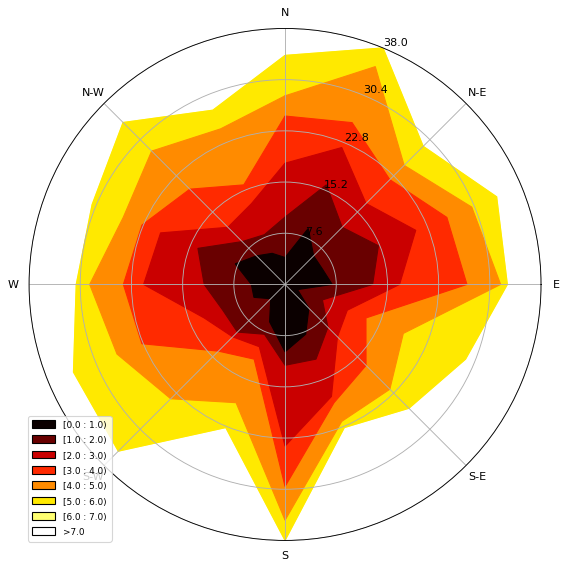 N
38.0
N-W
N-E
30.4
22.8
15.2
7.6
W
E
[0.0 : 1.0)
[1.0 : 2.0)
[2.0 : 3.0)
[3.0 : 4.0)
[4.0 : 5.0)
[5.0 : 6.0)
[6.0 : 7.0)
>7.0
S-W
S-E
S